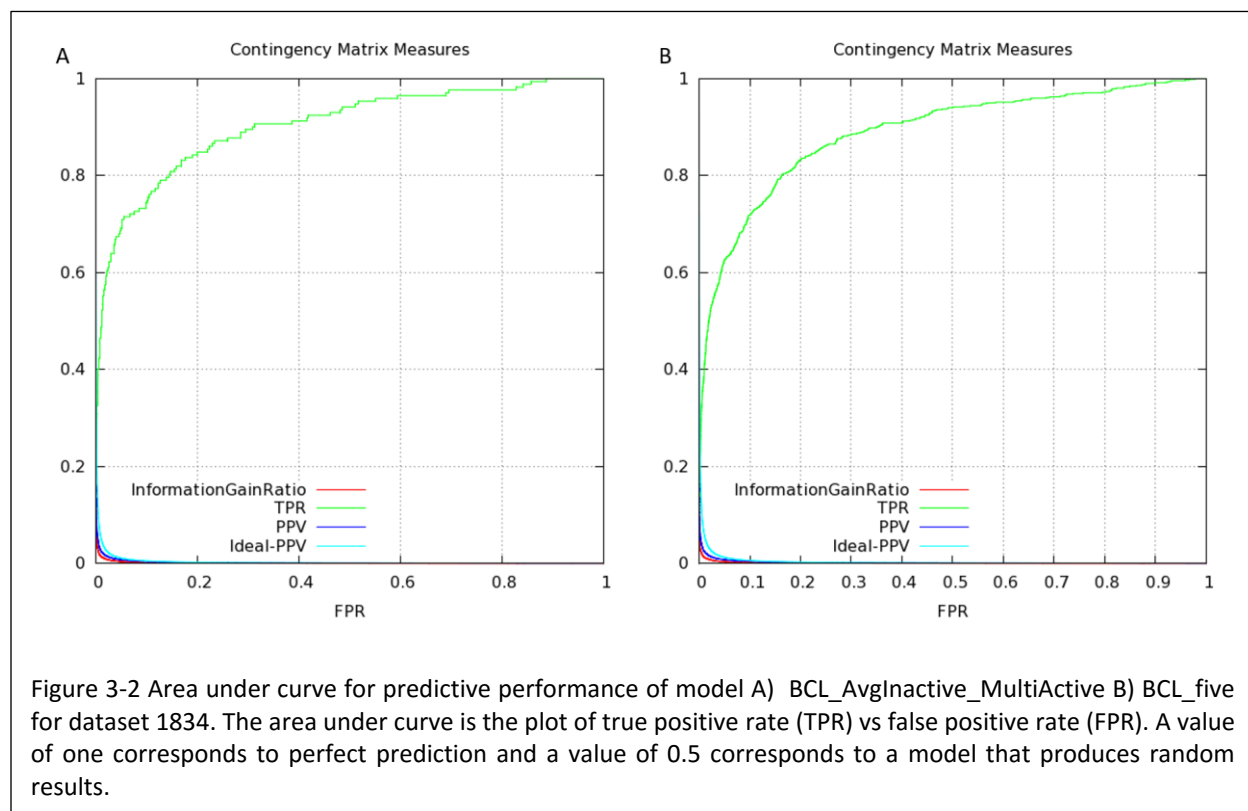 A
Contingency Matrix Measures
1
0.8
0.6
0.4
0.2
0
InformationGainRatio
TPR
PPV
Ideal-PPV
0 0.2 0.4 0.6 0.8 1
FPR
B
Contingency Matrix Measures
1
0.8
0.6
0.4
0.2
0
InformationGainRatio
TPR
PPV
Ideal-PPV
0 0.1 0.2 0.3 0.4 0.5 0.6 0.7 0.8 0.9 1
FPR
Figure 3-2 Area under curve for predictive performance of model A) BCL_AvgInactive_MultiActive B) BCL_five
for dataset 1834. The area under curve is the plot of true positive rate (TPR) vs false positive rate (FPR). A value
of one corresponds to perfect prediction and a value of 0.5 corresponds to a model that produces random
results.